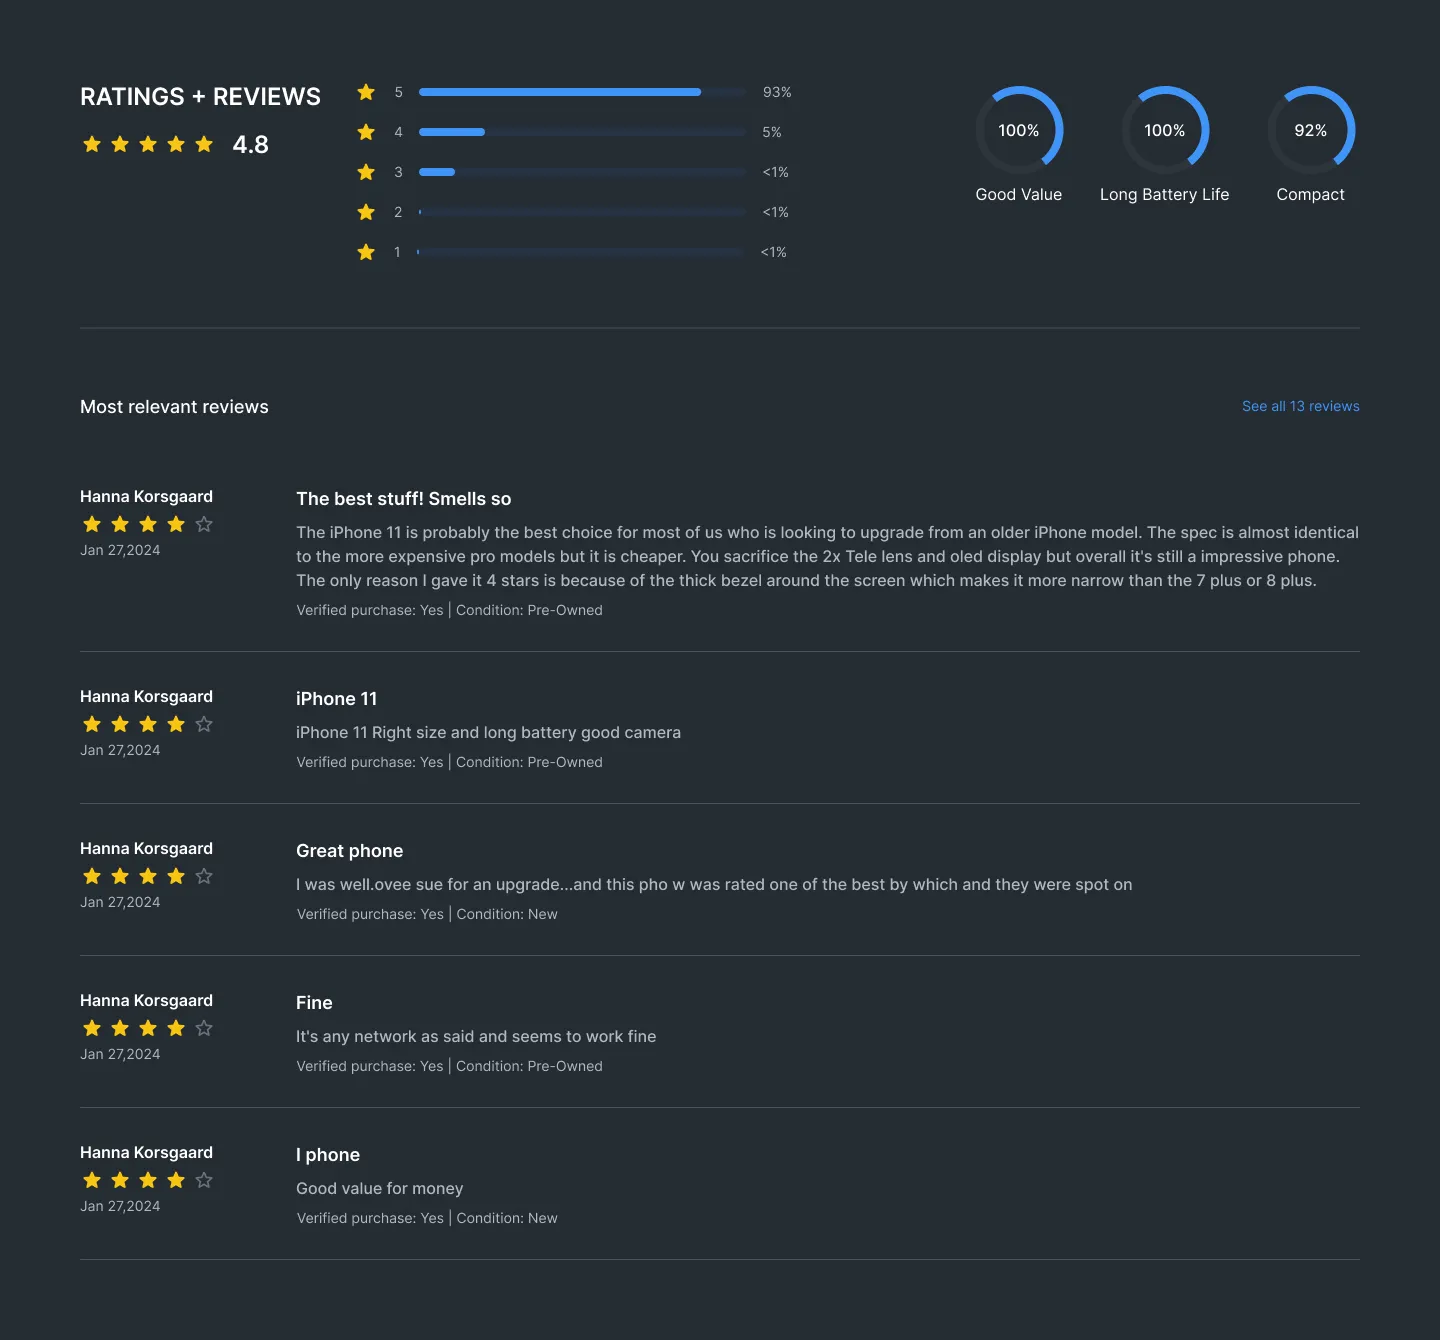 RATINGS + REVIEWS
4.8
5 93%
4 5%
3 <1%
2 <1%
1 <1%
100%
Good Value
100%
Long Battery Life
92%
Compact
Most relevant reviews
See all 13 reviews
Hanna Korsgaard
Jan 27,2024
The best stuff! Smells so
The iPhone 11 is probably the best choice for most of us who is looking to upgrade from an older iPhone model. The spec is almost identical
to the more expensive pro models but it is cheaper. You sacrifice the 2x Tele lens and oled display but overall it's still a impressive phone.
The only reason I gave it 4 stars is because of the thick bezel around the screen which makes it more narrow than the 7 plus or 8 plus.
Verified purchase: Yes | Condition: Pre-Owned
Hanna Korsgaard
Jan 27,2024
iPhone 11
iPhone 11 Right size and long battery good camera
Verified purchase: Yes | Condition: Pre-Owned
Hanna Korsgaard
Jan 27,2024
Great phone
I was well.ovee sue for an upgrade...and this pho w was rated one of the best by which and they were spot on
Verified purchase: Yes | Condition: New
Hanna Korsgaard
Jan 27,2024
Fine
It's any network as said and seems to work fine
Verified purchase: Yes | Condition: Pre-Owned
Hanna Korsgaard
Jan 27,2024
I phone
Good value for money
Verified purchase: Yes | Condition: New